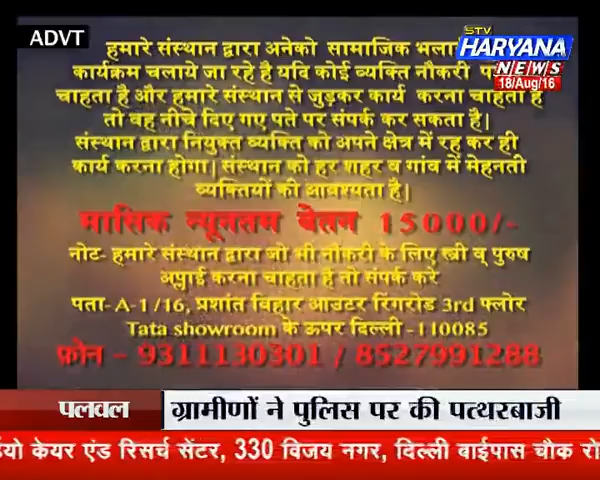 ADVT
STV
HARYANA
NEWS
18/Aug/16
हमारे संस्थान द्वारा अनेको सामाजिक
कार्यक्रम चलाये जा रहे है यदि कोई व्यक्ति नौकरी
चाहता है और हमारे संस्थान से जुड़कर कार्य करना चाहता है
तो वह नीचे दिए गए पते पर संपर्क कर सकता है|
संस्थान द्वारा नियुक्त व्यक्ति को अपने क्षेत्र में रह कर ही
कार्य करना होगा| संस्थान को हर शहर व गांव में मेहनती
व्यक्तियों की आवश्यता है|
मासिक न्यूनतम बेतन 15000/-
नोट- हमारे संस्थान द्वारा जो भी नौकरी के लिए स्त्री व् पुरुष
अप्लाई करना चाहता है तो संपर्क करे
पता-A-1/16, प्रशांत विहार आउटर रिंगरोड 3rd फ्लोर
Tata showroom के ऊपर दिल्ली -110085
फ़ोन - 9311130301 / 8527991288
पलवल
ग्रामीणों ने पुलिस पर की पत्थरबाजी
केयर एंड रिसर्च सेंटर, 330 विजय नगर, दिल्ली बाईपास चौक